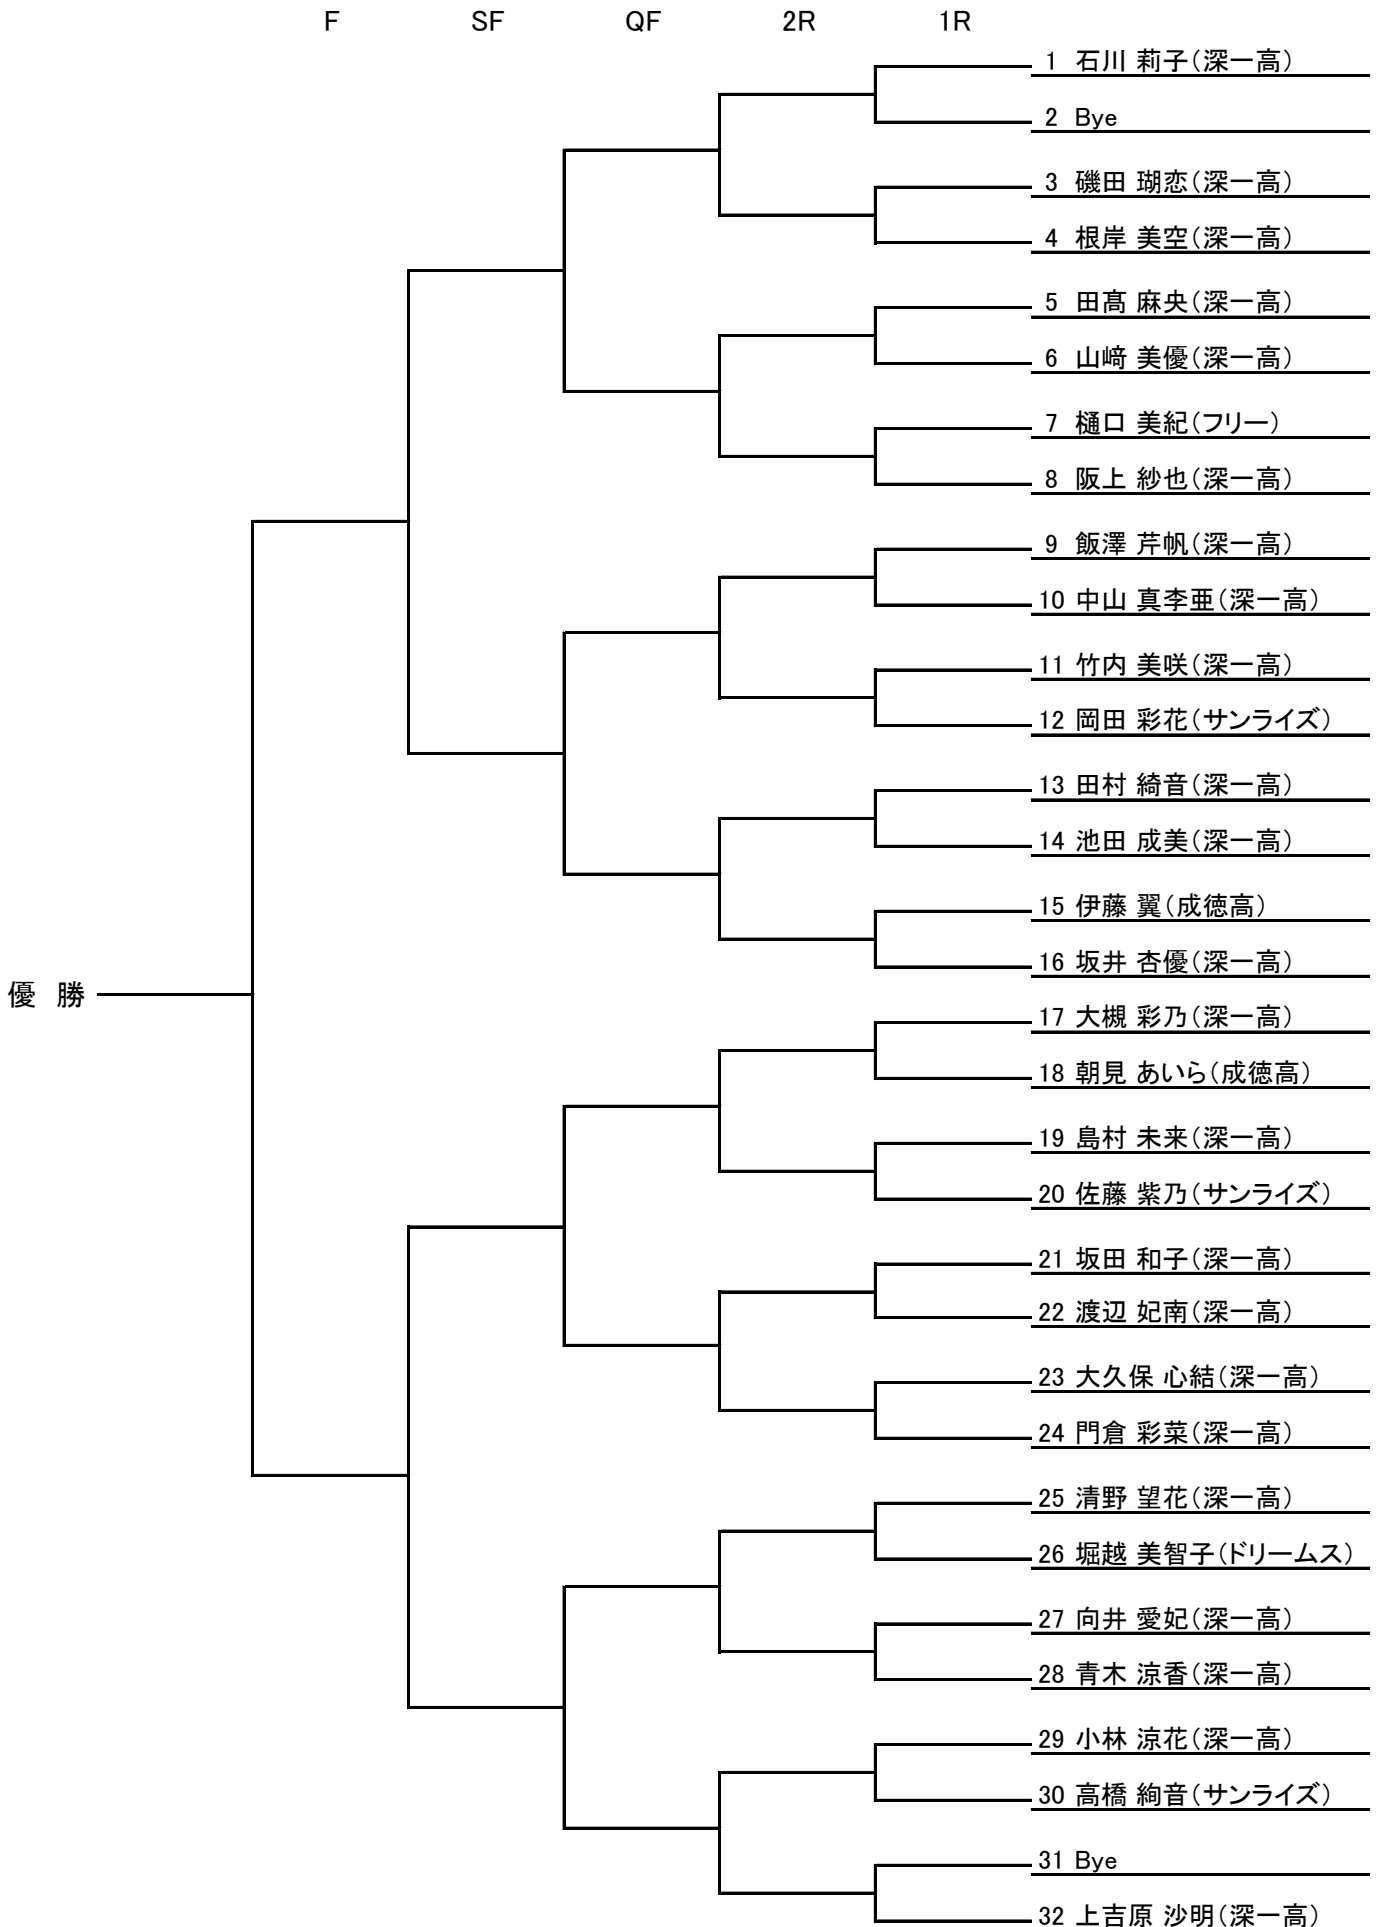 F SF QF 2R 1R
1 石川 莉子(深一高)
2 Bye
3 磯田 瑚恋(深一高)
4 根岸 美空(深一高)
5 田髙 麻央(深一高)
6 山﨑 美優(深一高)
7 樋口 美紀(フリー)
8 阪上 紗也(深一高)
9 飯澤 芹帆(深一高)
10 中山 真李亜(深一高)
11 竹内 美咲(深一高)
12 岡田 彩花(サンライズ)
13 田村 綺音(深一高)
14 池田 成美(深一高)
15 伊藤 翼(成徳高)
16 坂井 杏優(深一高)
優 勝
17 大槻 彩乃(深一高)
18 朝見 あいら(成徳高)
19 島村 未来(深一高)
20 佐藤 紫乃(サンライズ)
21 坂田 和子(深一高)
22 渡辺 妃南(深一高)
23 大久保 心結(深一高)
24 門倉 彩菜(深一高)
25 清野 望花(深一高)
26 堀越 美智子(ドリームス)
27 向井 愛妃(深一高)
28 青木 涼香(深一高)
29 小林 涼花(深一高)
30 高橋 絢音(サンライズ)
31 Bye
32 上吉原 沙明(深一高)